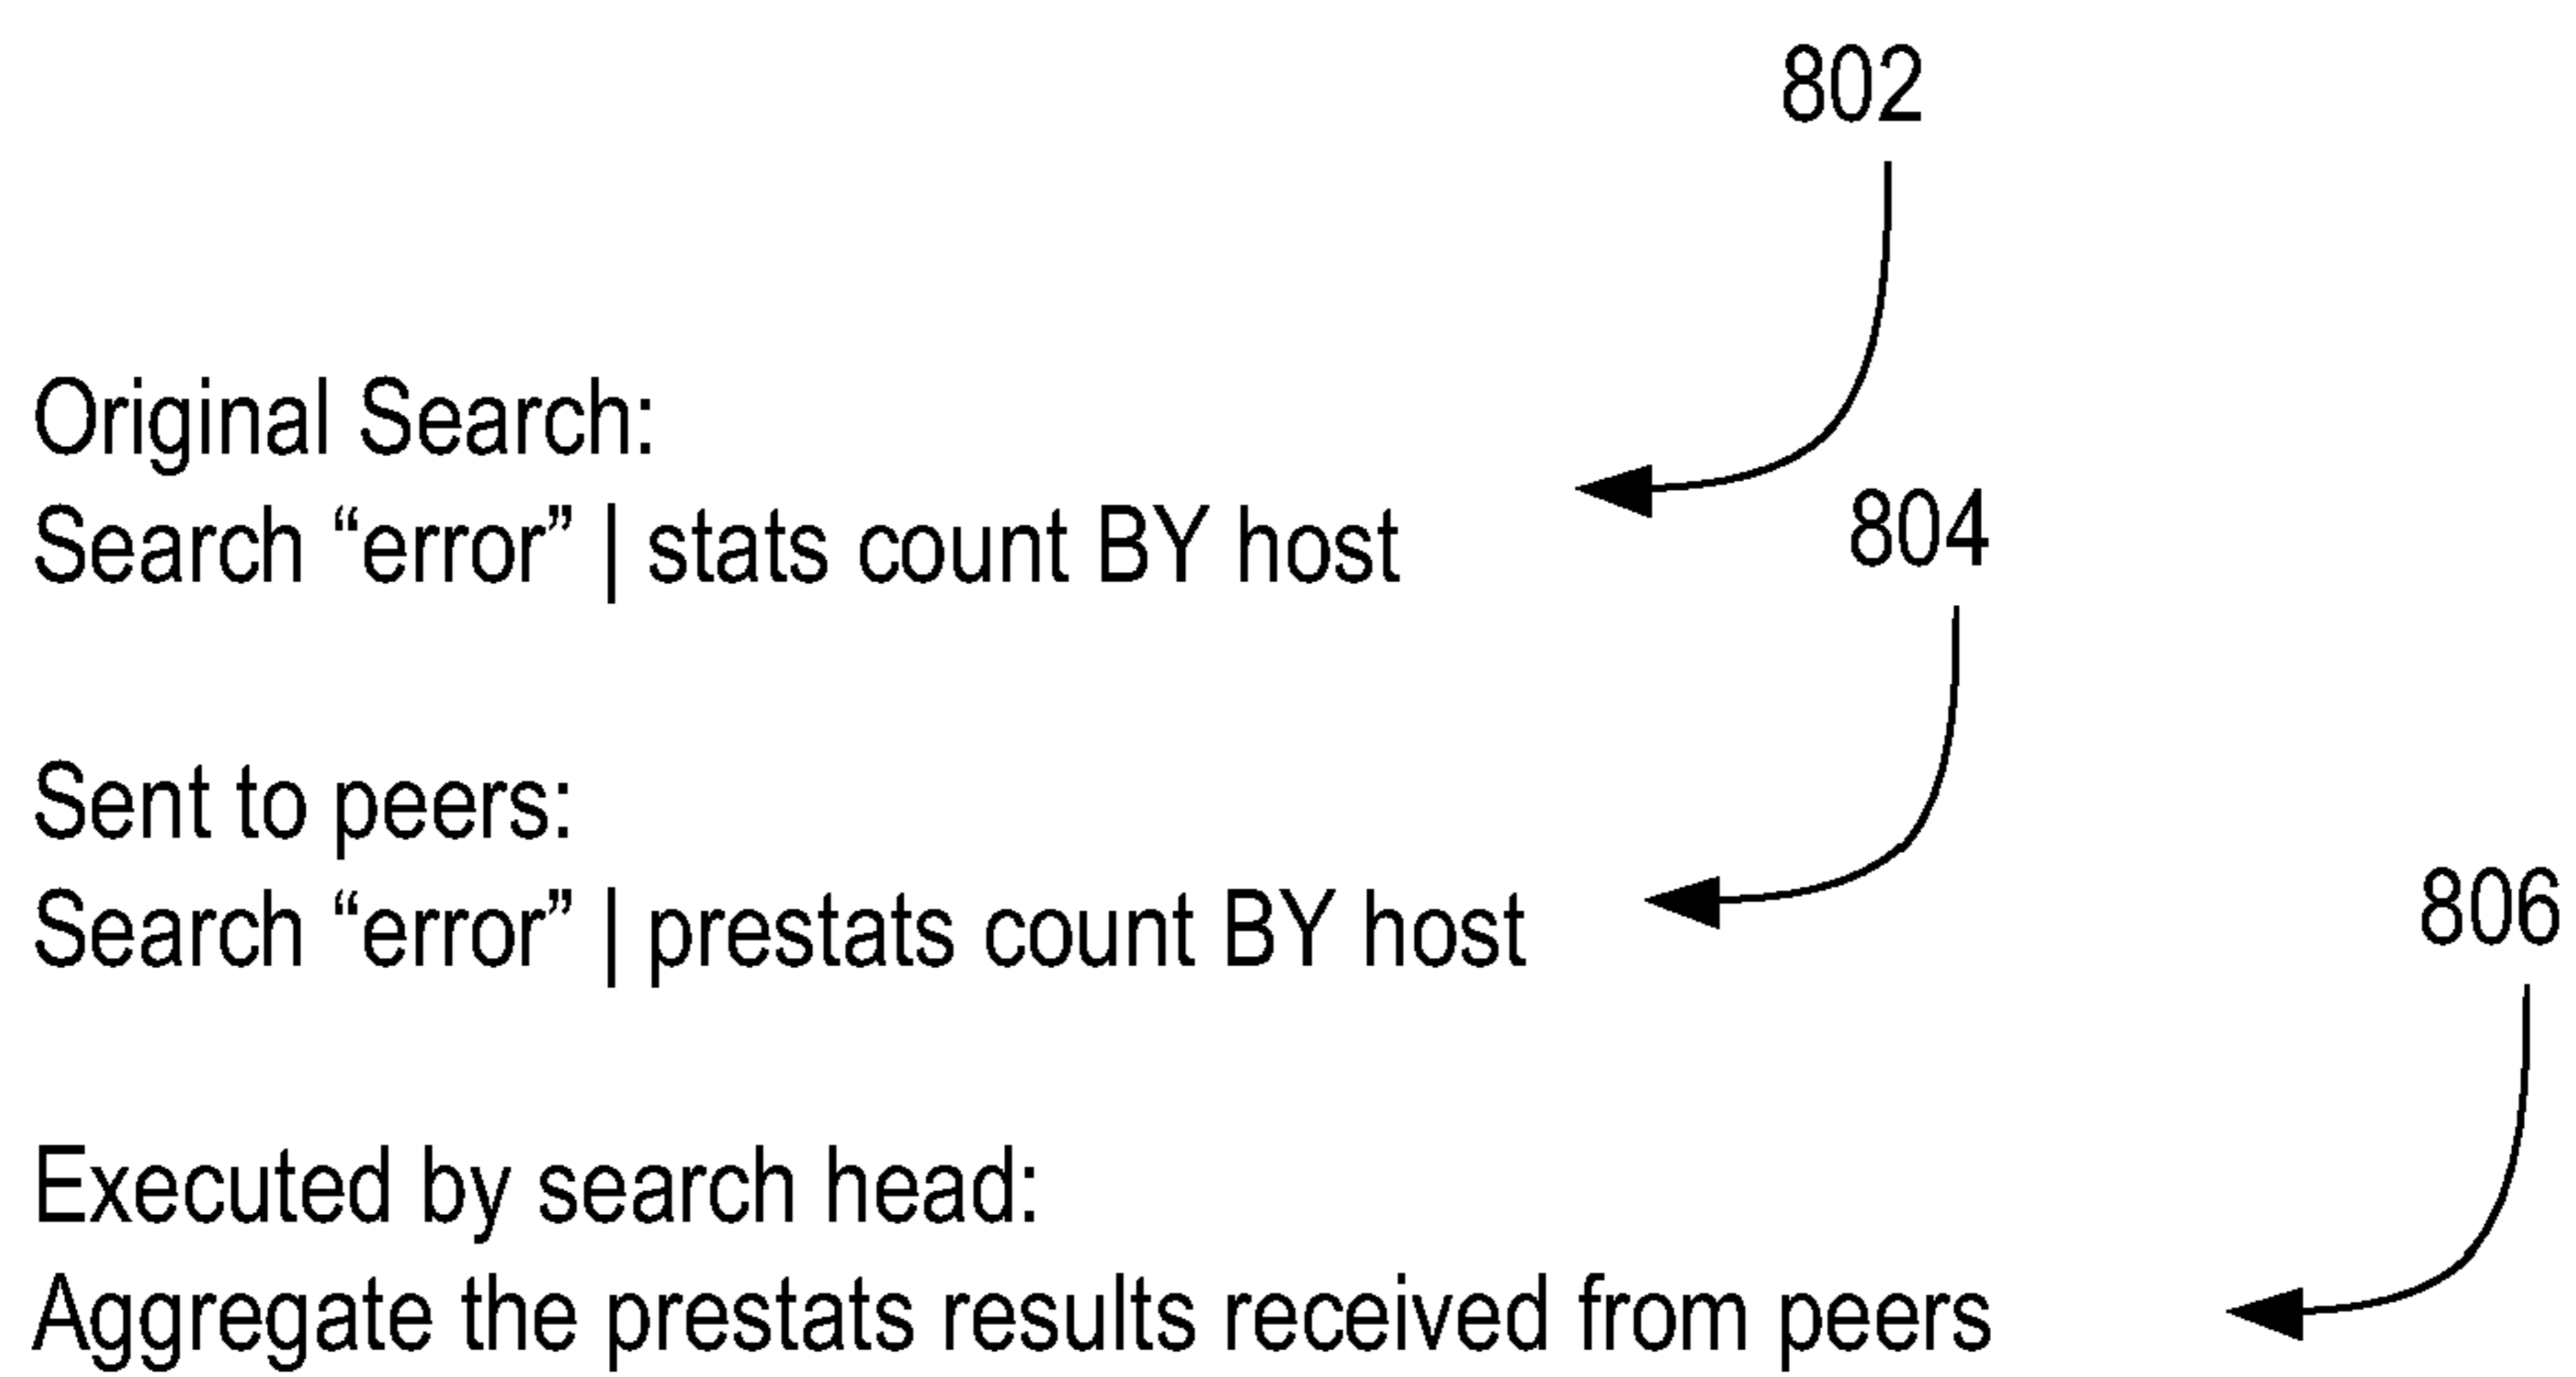 802
Original Search:
Search “error” | stats count BY host
804
Sent to peers:
Search “error” | prestats count BY host
806
Executed by search head:
Aggregate the prestats results received from peers